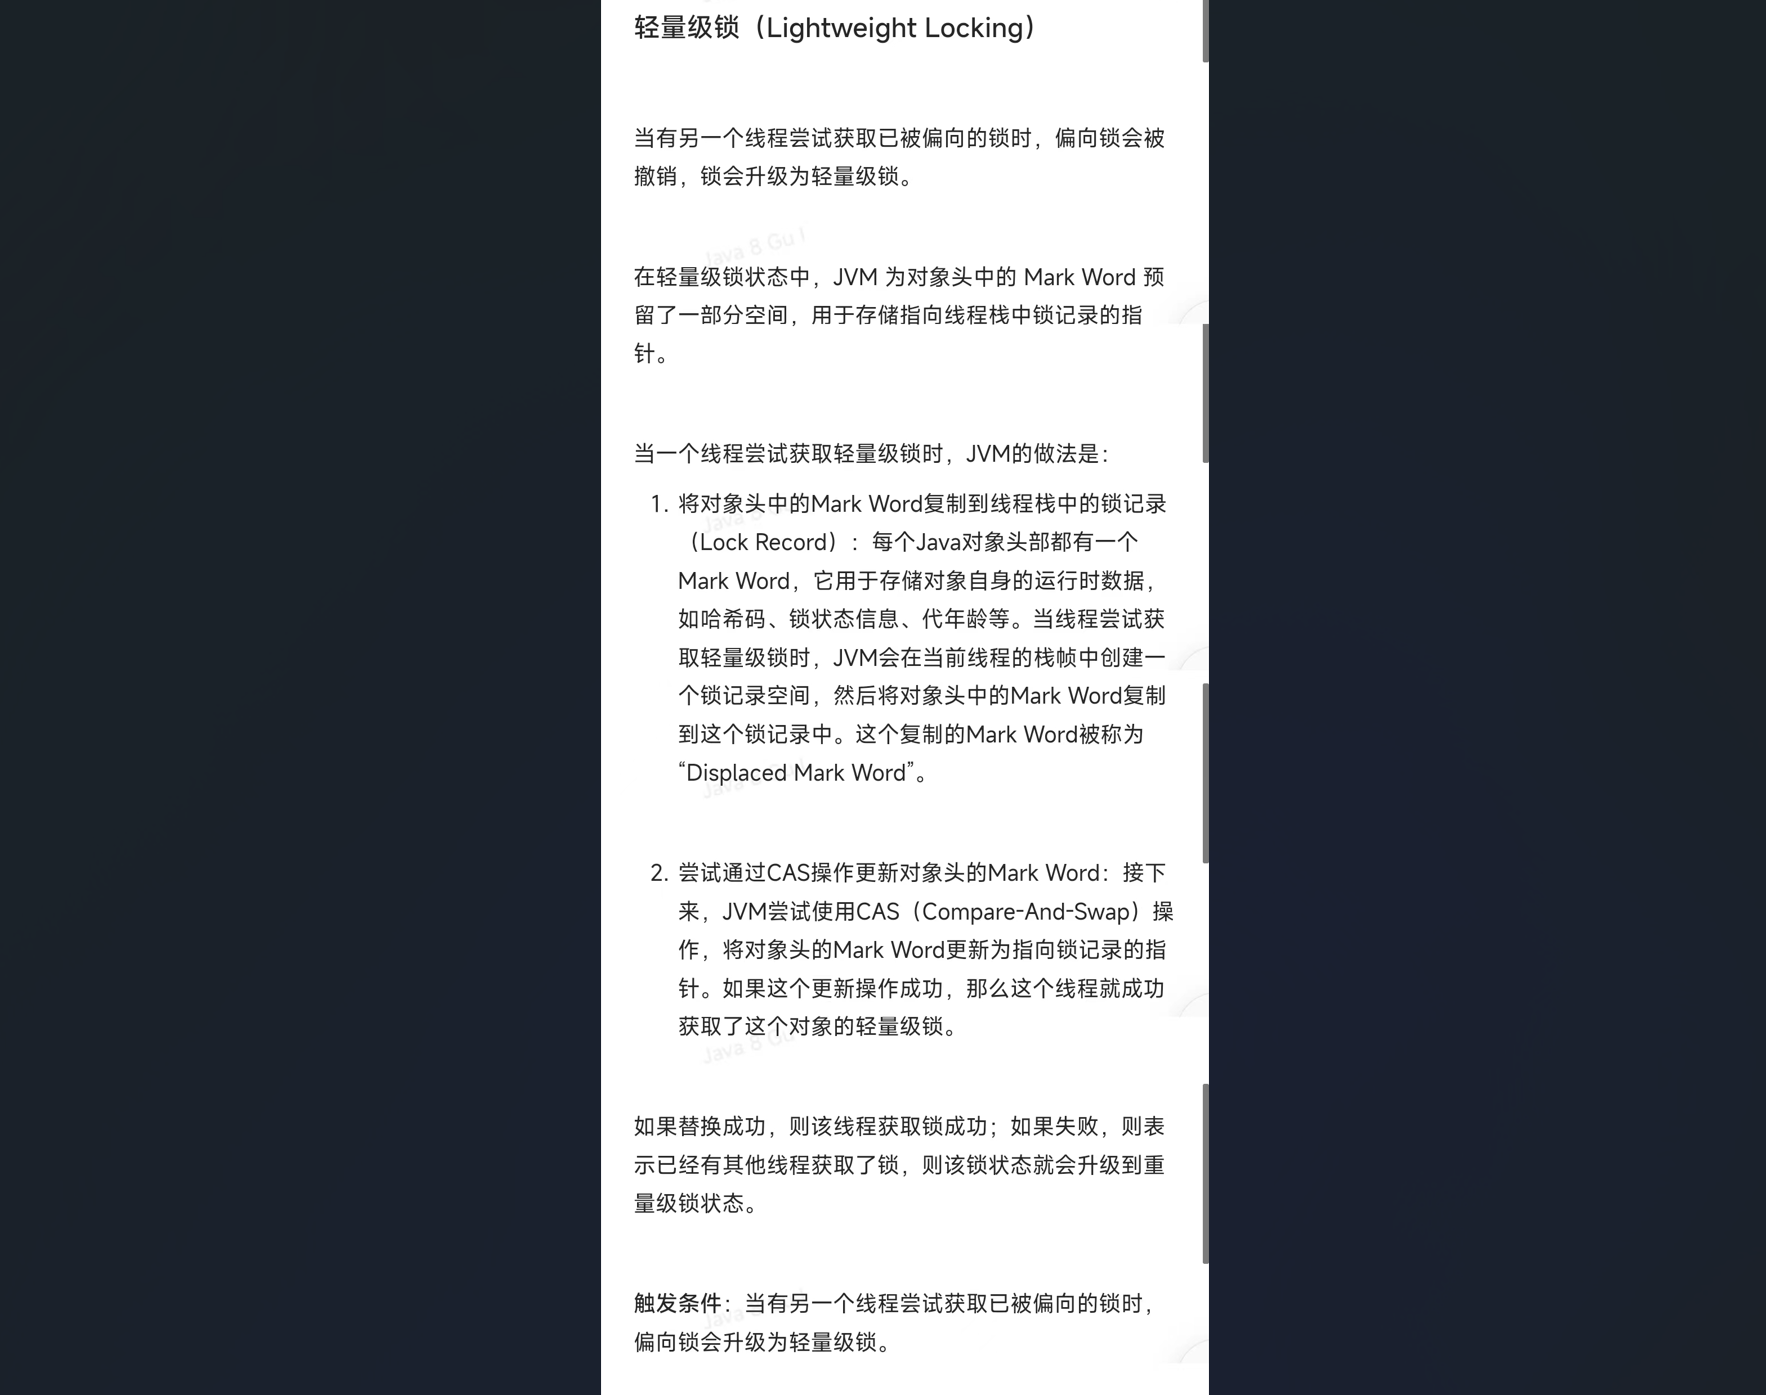 轻量级锁（Lightweight Locking）
当有另一个线程尝试获取已被偏向的锁时，偏向锁会被
撤销，锁会升级为轻量级锁。
Java 8 Gu
在轻量级锁状态中，JVM 为对象头中的 Mark Word 预
留了一部分空间，用于存储指向线程栈中锁记录的指
针。
当一个线程尝试获取轻量级锁时，JVM的做法是：
1. 将对象头中的Mark Word复制到线程栈中的锁记录
（Lock Record）：每个Java对象头部都有一个
Mark Word，它用于存储对象自身的运行时数据，
如哈希码、锁状态信息、代年龄等。当线程尝试获
取轻量级锁时，JVM会在当前线程的栈帧中创建一
个锁记录空间，然后将对象头中的Mark Word复制
到这个锁记录中。这个复制的Mark Word被称为
“Displaced Mark Word”。
2. 尝试通过CAS操作更新对象头的Mark Word：接下
来，JVM尝试使用CAS（Compare-And-Swap）操
作，将对象头的Mark Word更新为指向锁记录的指
针。如果这个更新操作成功，那么这个线程就成功
获取了这个对象的轻量级锁。
Java 8 Gu
如果替换成功，则该线程获取锁成功；如果失败，则表
示已经有其他线程获取了锁，则该锁状态就会升级到重
量级锁状态。
触发条件：当有另一个线程尝试获取已被偏向的锁时，
偏向锁会升级为轻量级锁。